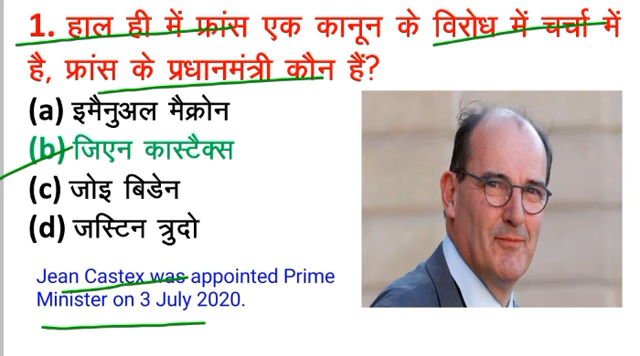 1. हाल ही में फ्रांस एक कानून के विरोध में चर्चा में
है, फ्रांस के प्रधानमंत्री कौन हैं?
(a) इमैनुअल मैक्रोन
(b) जिएन कास्टैक्स
(c) जोइ बिडेन
(d) जस्टिन त्रुदो
Jean Castex was appointed Prime
Minister on 3 July 2020.